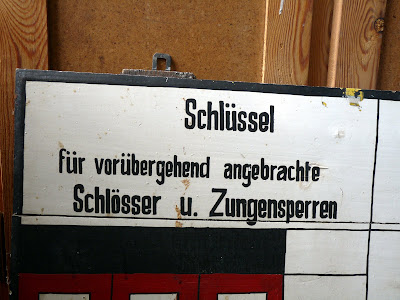 Schlüssel
für vorübergehend angebrachte
Schlösser u. Zungensperren